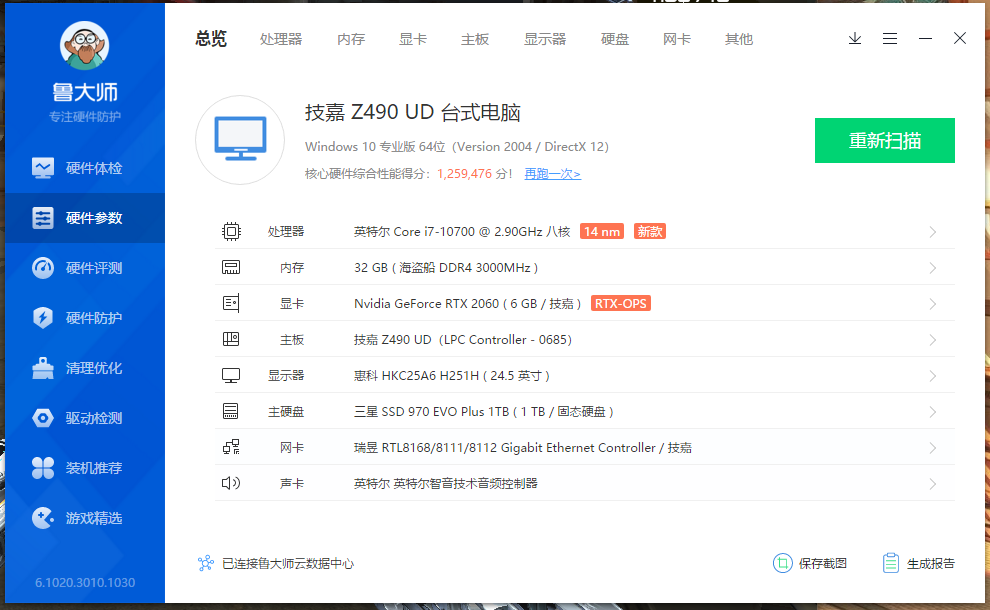 鲁大师
专注硬件防护
硬件体检
硬件参数
硬件评测
硬件防护
清理优化
驱动检测
装机推荐
游戏精选
6.1020.3010.1030
总览 处理器 内存 显卡 主板 显示器 硬盘 网卡 其他
技嘉 Z490 UD 台式电脑
Windows 10 专业版 64位（Version 2004 / DirectX 12）
核心硬件综合性能得分：1,259,476 分！ 再跑一次>
重新扫描
处理器 英特尔 Core i7-10700 @ 2.90GHz 八核 14 nm 新款
内存 32 GB ( 海盗船 DDR4 3000MHz )
显卡 Nvidia GeForce RTX 2060 ( 6 GB / 技嘉 ) RTX-OPS
主板 技嘉 Z490 UD（LPC Controller - 0685）
显示器 惠科 HKC25A6 H251H ( 24.5 英寸 )
主硬盘 三星 SSD 970 EVO Plus 1TB ( 1 TB / 固态硬盘 )
网卡 瑞昱 RTL8168/8111/8112 Gigabit Ethernet Controller / 技嘉
声卡 英特尔 英特尔智音技术音频控制器
已连接鲁大师云数据中心 保存截图 生成报告